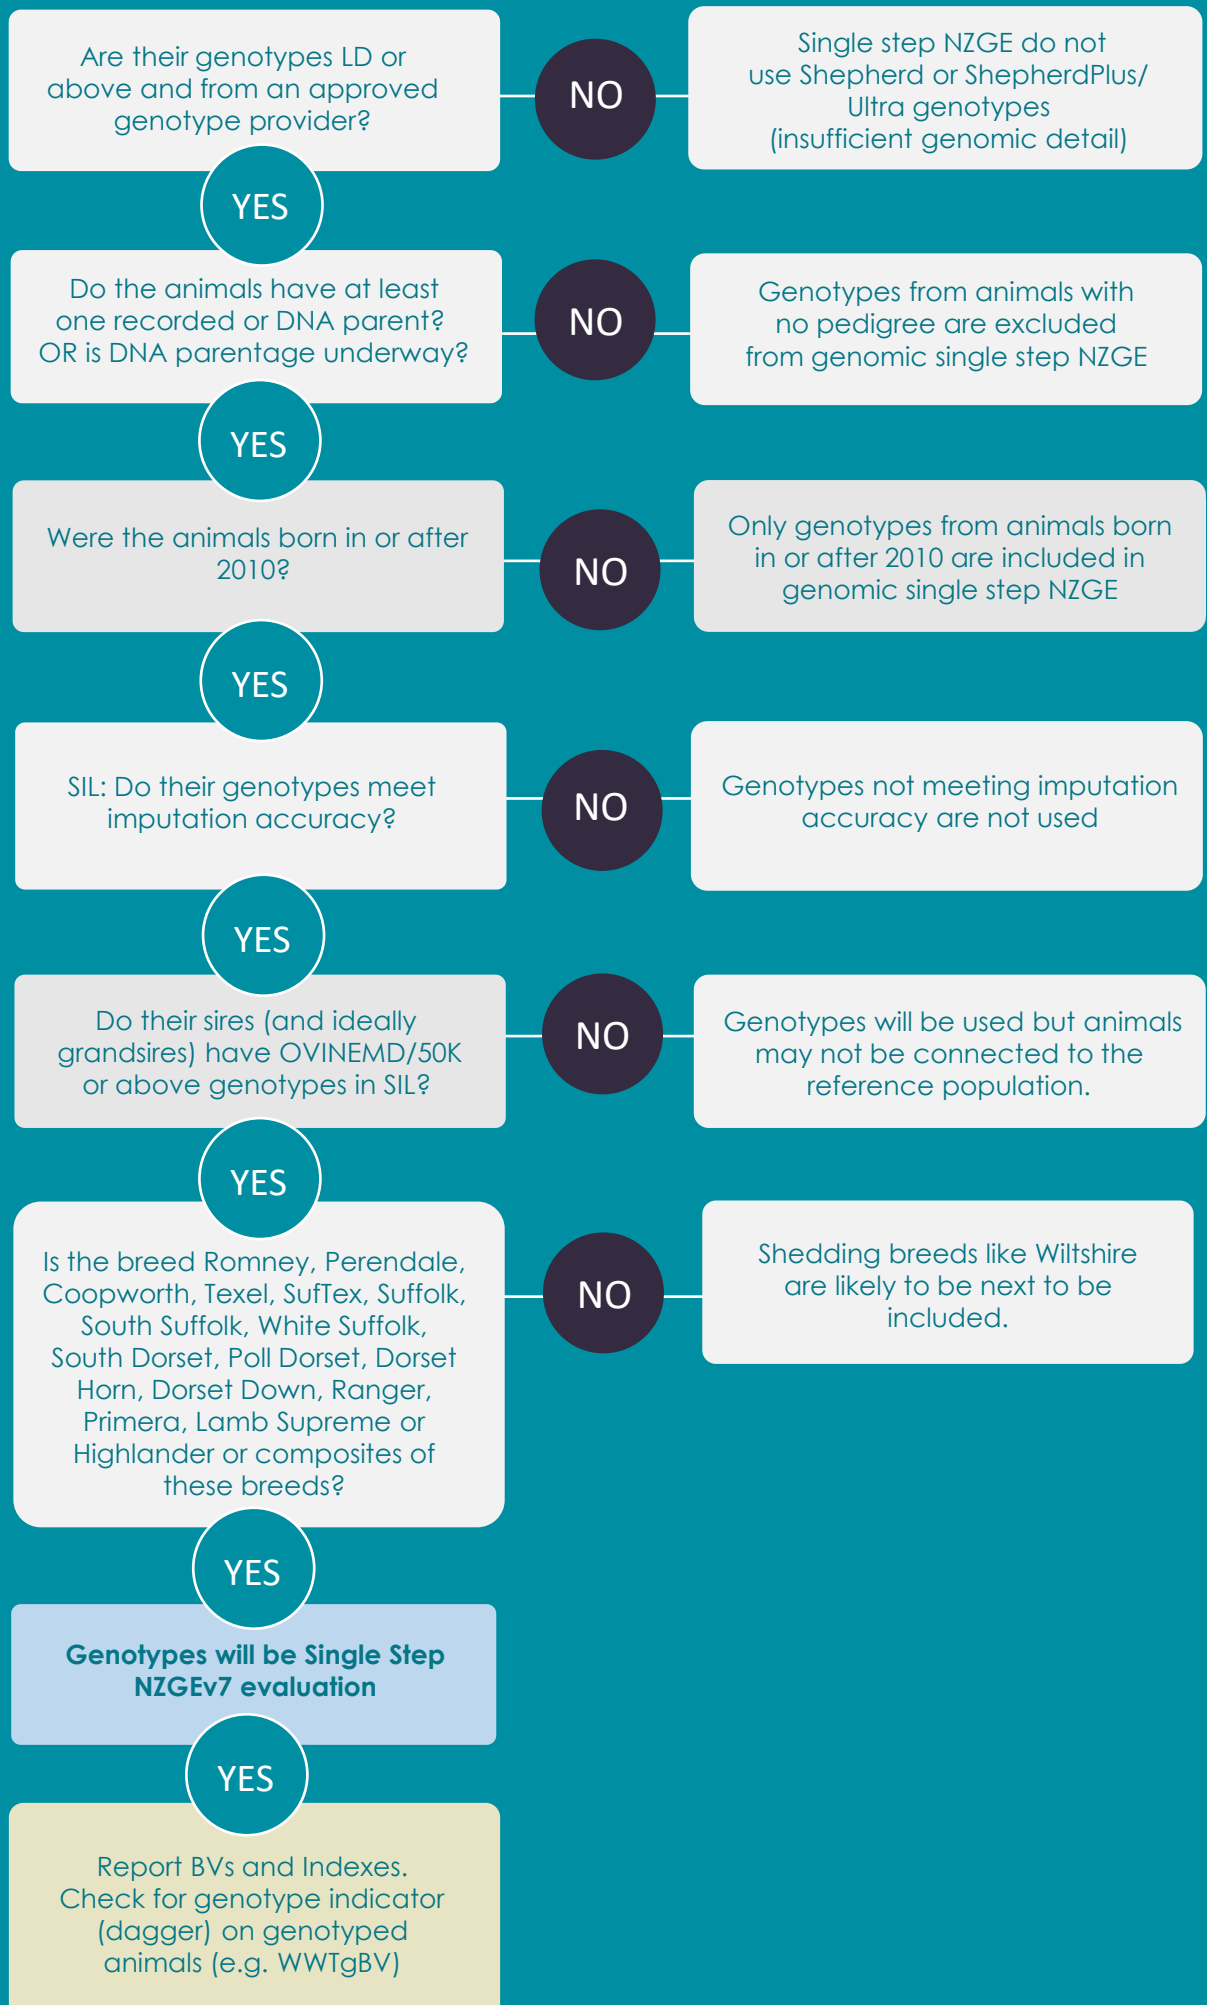 Are their genotypes LD or
above and from an approved
genotype provider?
NO
Single step NZGE do not
use Shepherd or ShepherdPlus/
Ultra genotypes
(insufficient genomic detail)
YES
Do the animals have at least
one recorded or DNA parent?
OR is DNA parentage underway?
NO
Genotypes from animals with
no pedigree are excluded
from genomic single step NZGE
YES
Were the animals born in or after
2010?
NO
Only genotypes from animals born
in or after 2010 are included in
genomic single step NZGE
YES
SIL: Do their genotypes meet
imputation accuracy?
NO
Genotypes not meeting imputation
accuracy are not used
YES
Do their sires (and ideally
grandsires) have OVINEMD/50K
or above genotypes in SIL?
NO
Genotypes will be used but animals
may not be connected to the
reference population.
YES
Is the breed Romney, Perendale,
Coopworth, Texel, SufTex, Suffolk,
South Suffolk, White Suffolk,
South Dorset, Poll Dorset, Dorset
Horn, Dorset Down, Ranger,
Primera, Lamb Supreme or
Highlander or composites of
these breeds?
NO
Shedding breeds like Wiltshire
are likely to be next to be
included.
YES
Genotypes will be Single Step
NZGEv7 evaluation
YES
Report BVs and Indexes.
Check for genotype indicator
(dagger) on genotyped
animals (e.g. WWTgBV)